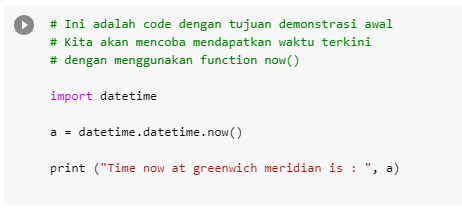 # Ini adalah code dengan tujuan demonstrasi awal
# Kita akan mencoba mendapatkan waktu terkini
# dengan menggunakan function now()
import datetime
a = datetime.datetime.now()
print ("Time now at greenwich meridian is : ", a)